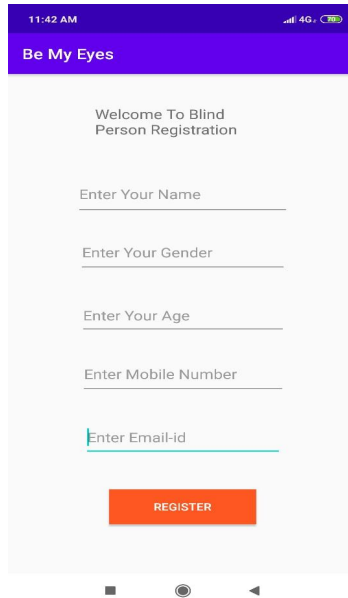 11:42 AM 4G 70
Be My Eyes
Welcome To Blind
Person Registration
Enter Your Name
Enter Your Gender
Enter Your Age
Enter Mobile Number
Enter Email-id
REGISTER